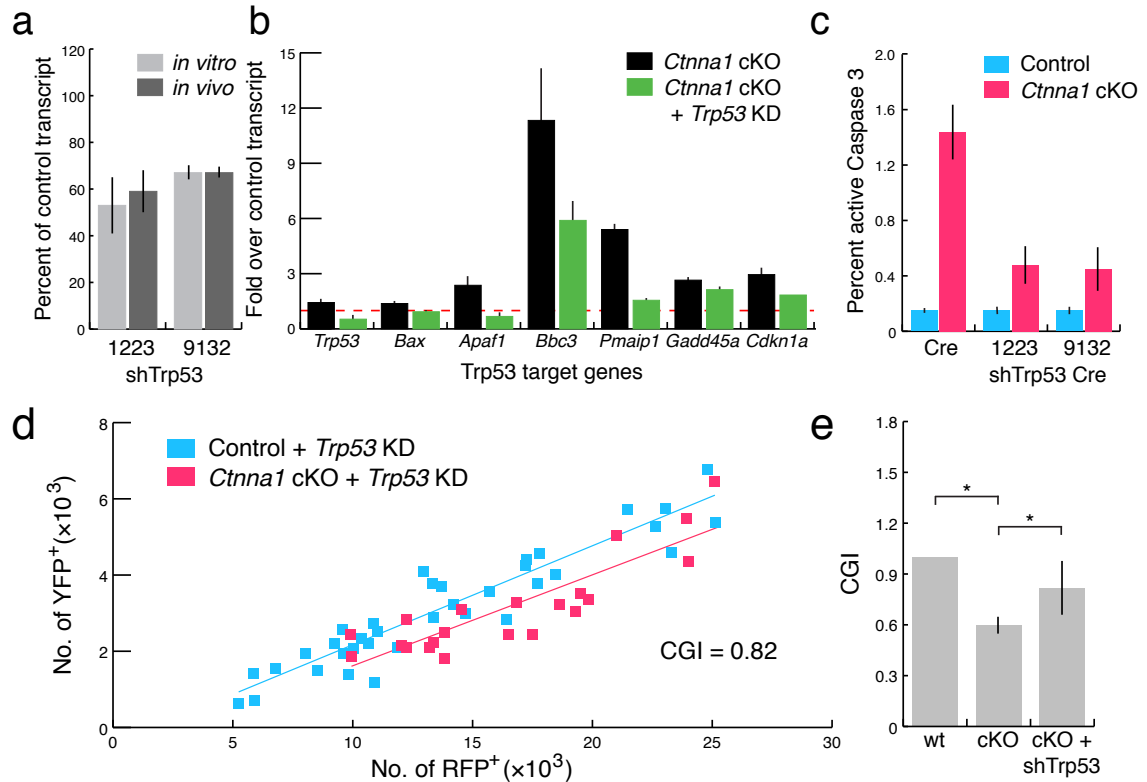 a
Percent of control transcript
120
100
80
60
40
20
0
in vitro
in vivo
1223 9132
shTrp53
b
Fold over control transcript
15
12
9
6
3
0
Ctnna1 cKO
Ctnna1 cKO
+ Trp53 KD
Trp53 Bax Apaf1 Bbc3 Pmaip1 Gadd45a Cdkn1a
Trp53 target genes
c
Percent active Caspase 3
2.0
1.6
1.2
0.8
0.4
0
Control
Ctnna1 cKO
Cre 1223 9132
shTrp53 Cre
d
No. of YFP⁺(×10³)
8
6
4
2
0
Control + Trp53 KD
Ctnna1 cKO + Trp53 KD
CGI = 0.82
0 5 10 15 20 25 30
No. of RFP⁺(×10³)
e
CGI
1.8
1.5
1.2
0.9
0.6
0.3
* *
wt cKO cKO +
shTrp53